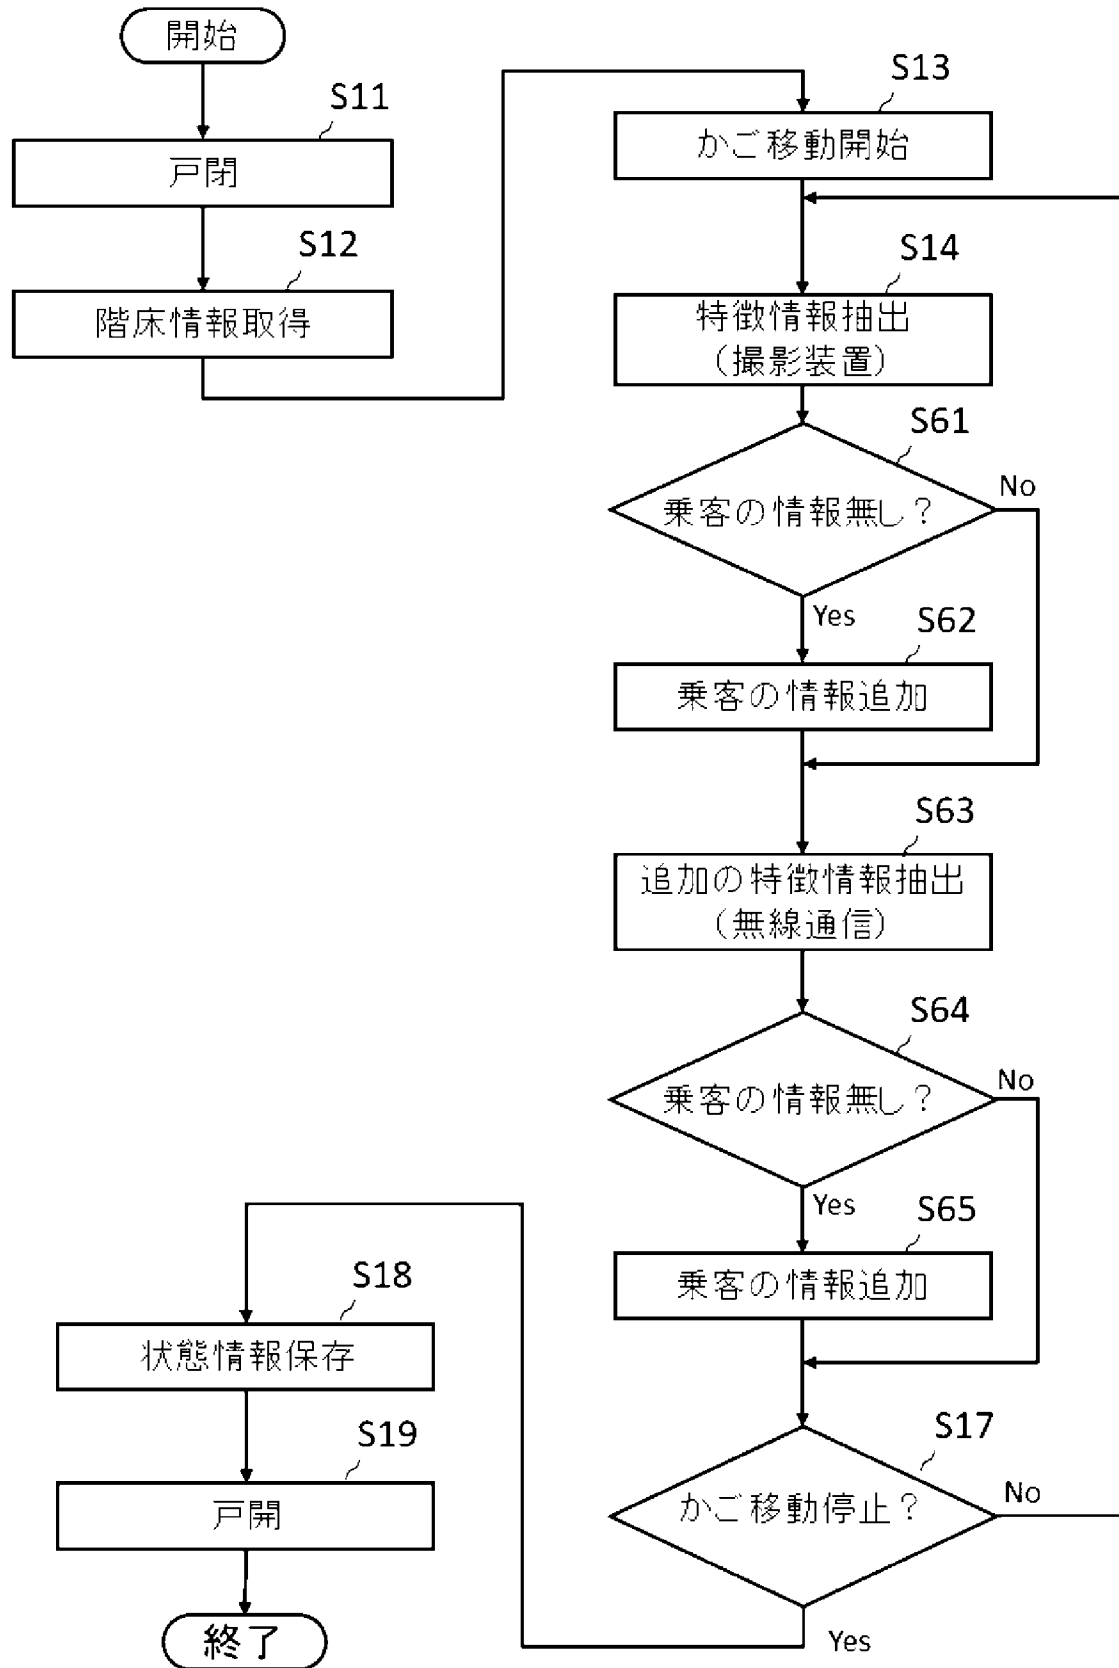 開始
S11
戸閉
S12
階床情報取得
S13
かご移動開始
S14
特徴情報抽出
(撮影装置)
S61
乗客の情報無し?
No
Yes
S62
乗客の情報追加
S63
追加の特徴情報抽出
(無線通信)
S64
乗客の情報無し?
No
Yes
S65
乗客の情報追加
S17
かご移動停止?
No
Yes
S18
状態情報保存
S19
戸開
終了